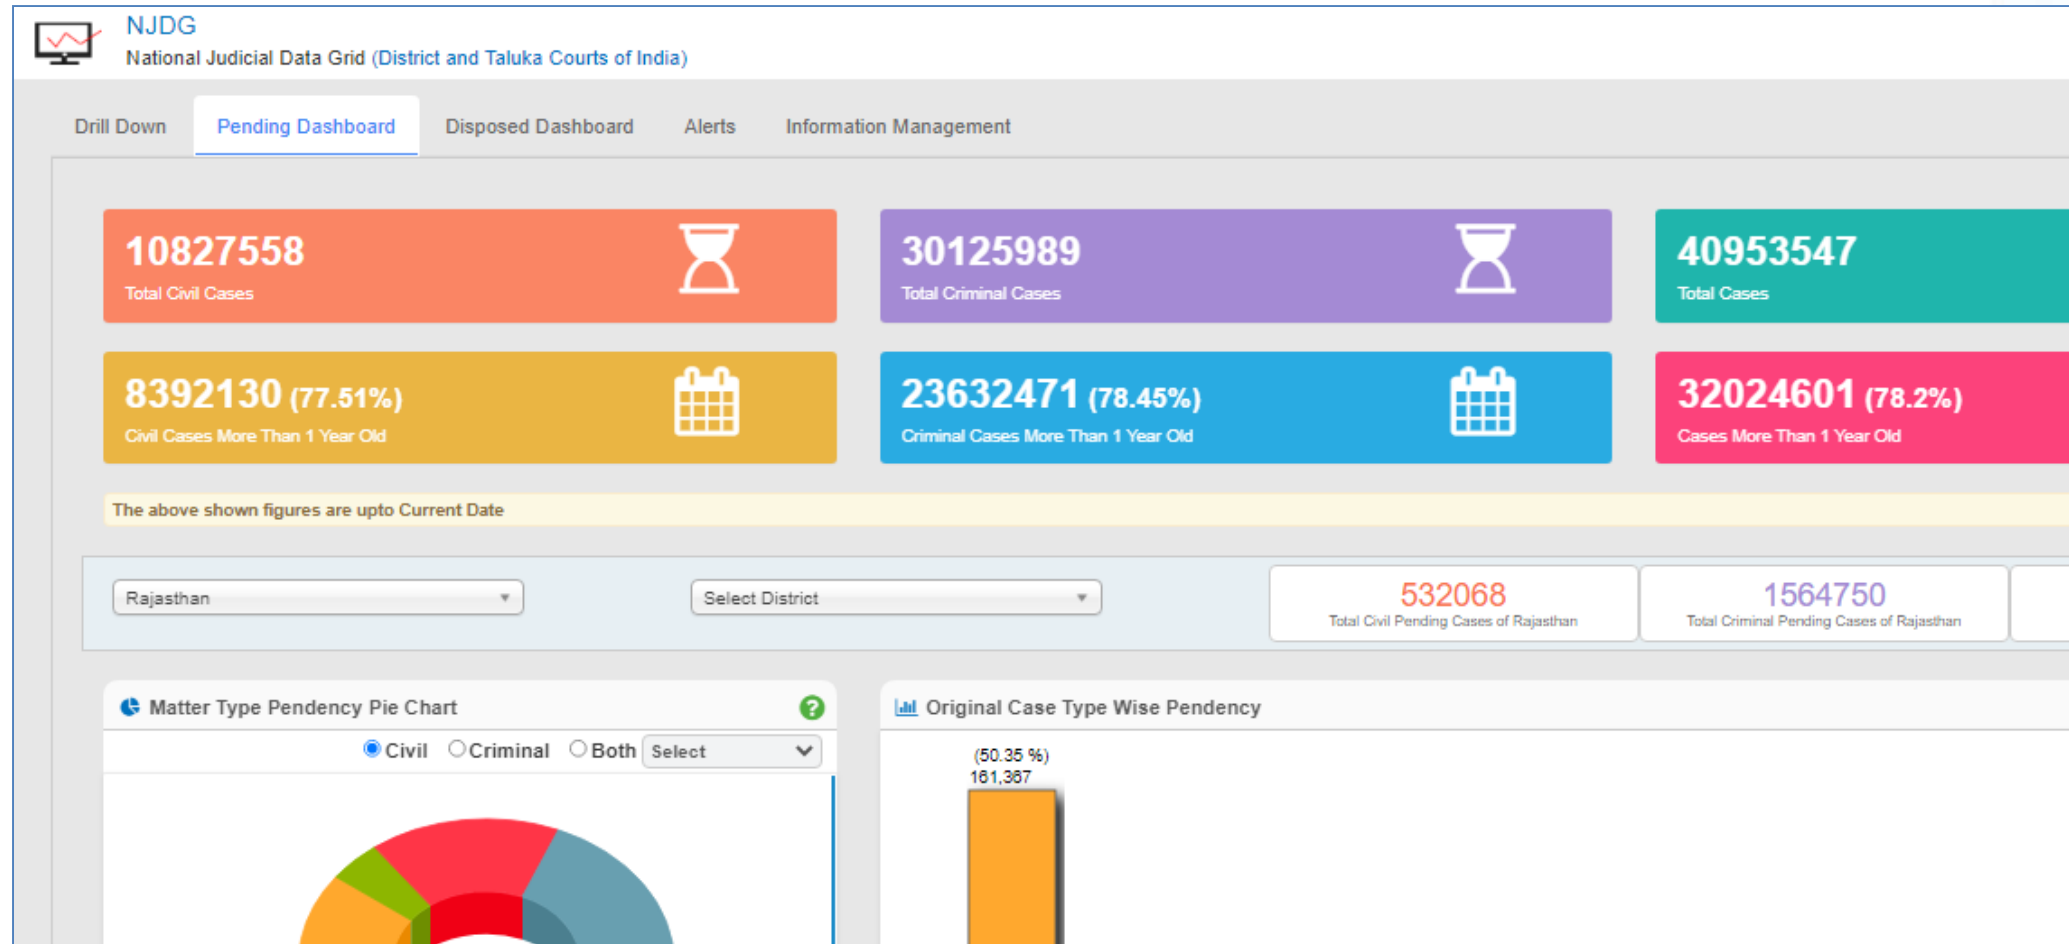 NJDG
National Judicial Data Grid (District and Taluka Courts of India)
Drill Down Pending Dashboard Disposed Dashboard Alerts Information Management
10827558
Total Civil Cases
30125989
Total Criminal Cases
40953547
Total Cases
8392130 (77.51%)
Civil Cases More Than 1 Year Old
23632471 (78.45%)
Criminal Cases More Than 1 Year Old
32024601 (78.2%)
Cases More Than 1 Year Old
The above shown figures are upto Current Date
Rajasthan
Select District
532068
Total Civil Pending Cases of Rajasthan
1564750
Total Criminal Pending Cases of Rajasthan
Matter Type Pendency Pie Chart
?
Civil Criminal Both Select
Original Case Type Wise Pendency
(50.35 %)
161,367